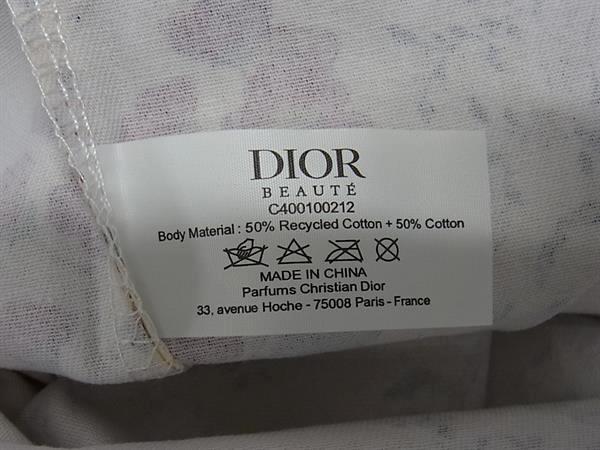 DIOR
BEAUTÉ
C400100212
Body Material : 50% Recycled Cotton + 50% Cotton
MADE IN CHINA
Parfums Christian Dior
33, avenue Hoche - 75008 Paris - France